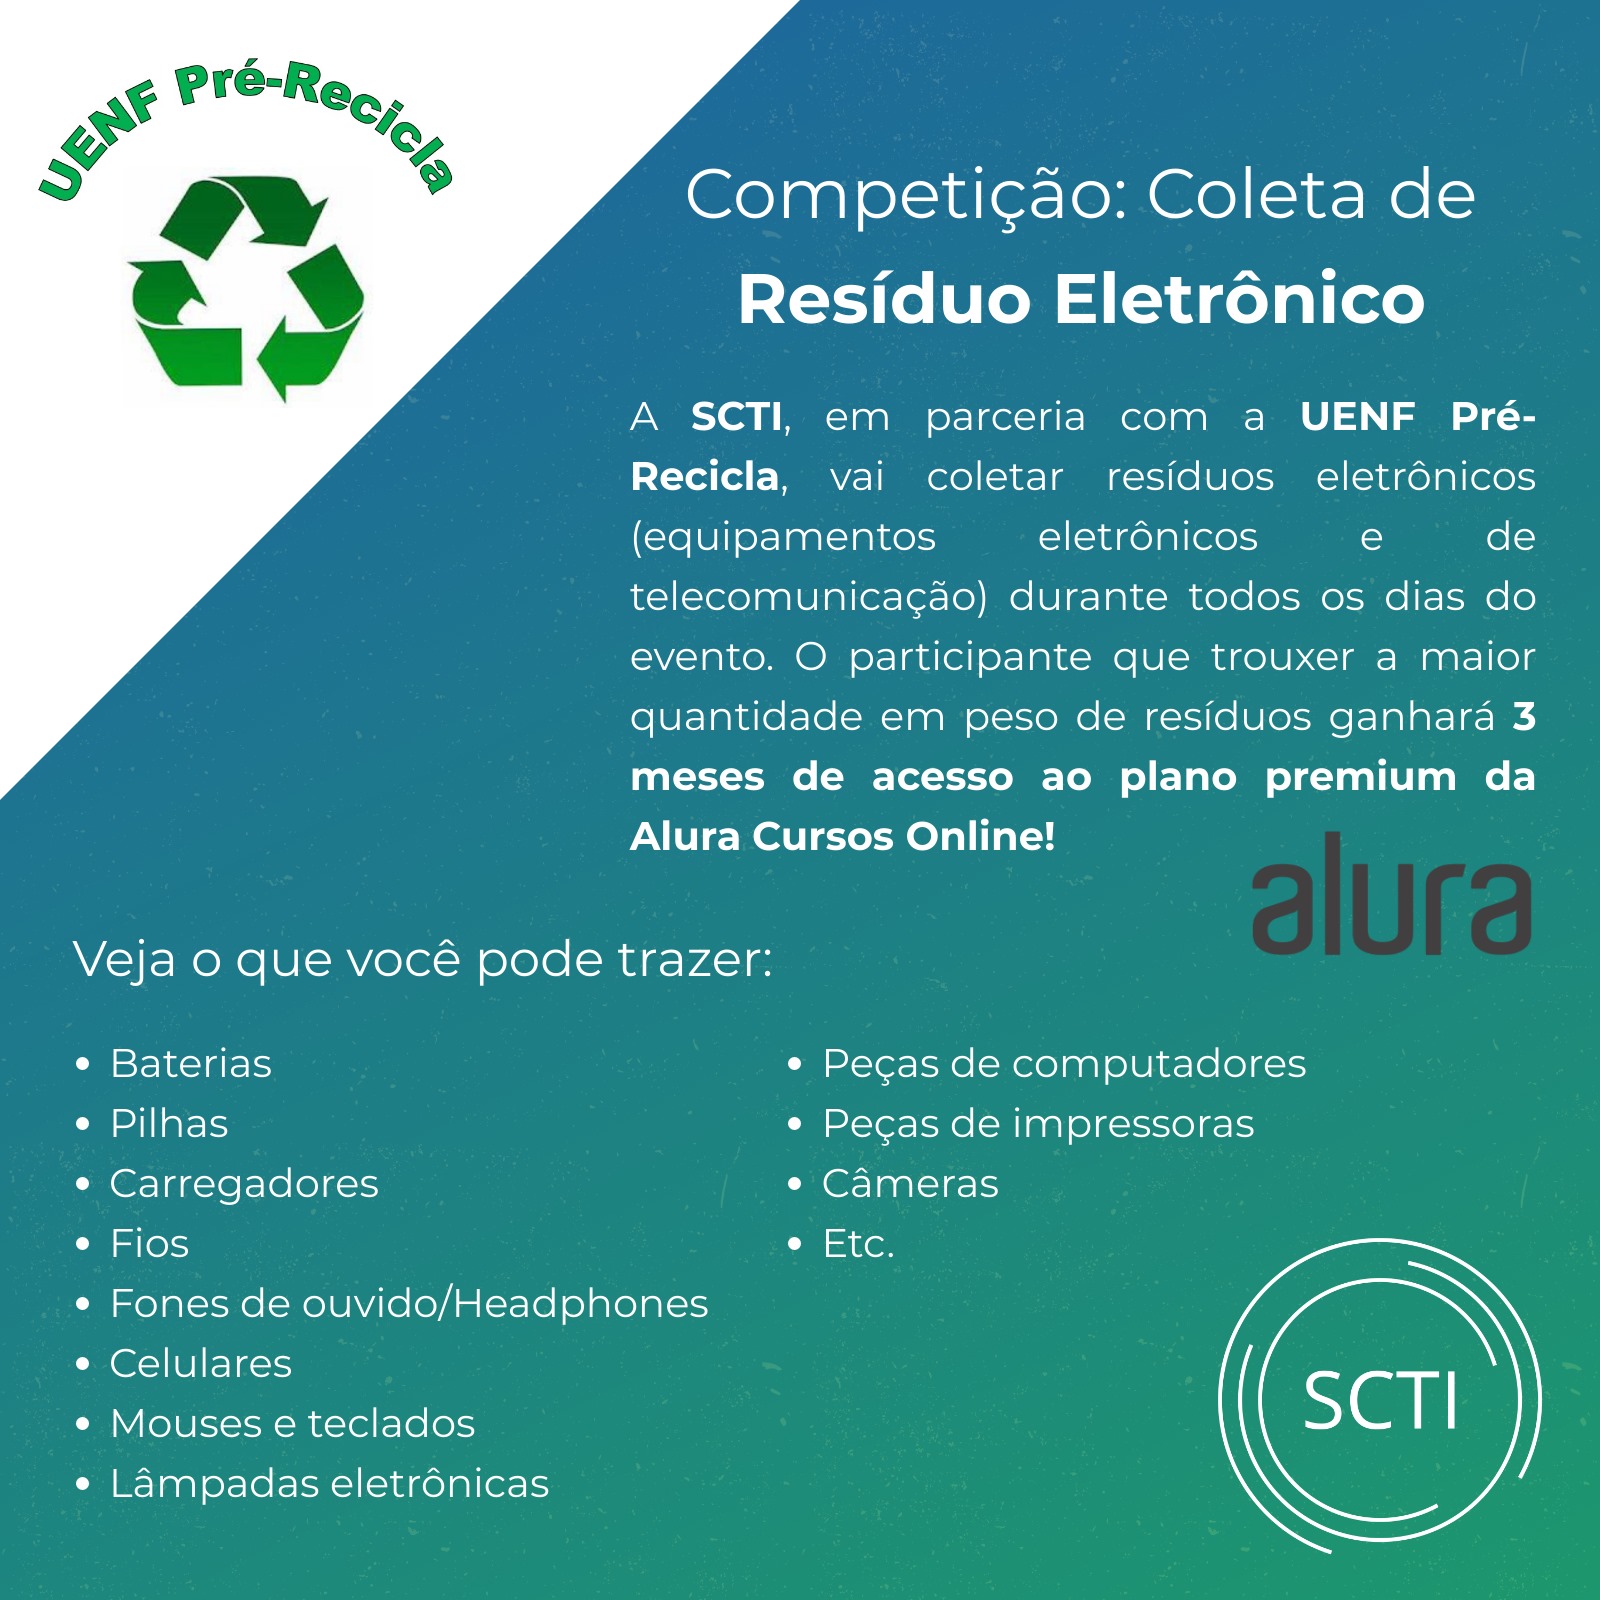 UENF Pré-Recicla
Competição: Coleta de
Resíduo Eletrônico
A SCTI, em parceria com a UENF Pré-
Recicla, vai coletar resíduos eletrônicos
(equipamentos eletrônicos e de
telecomunicação) durante todos os dias do
evento. O participante que trouxer a maior
quantidade em peso de resíduos ganhará 3
meses de acesso ao plano premium da
Alura Cursos Online!
alura
Veja o que você pode trazer:
• Baterias
• Pilhas
• Carregadores
• Fios
• Fones de ouvido/Headphones
• Celulares
• Mouses e teclados
• Lâmpadas eletrônicas
• Peças de computadores
• Peças de impressoras
• Câmeras
• Etc.
SCTI